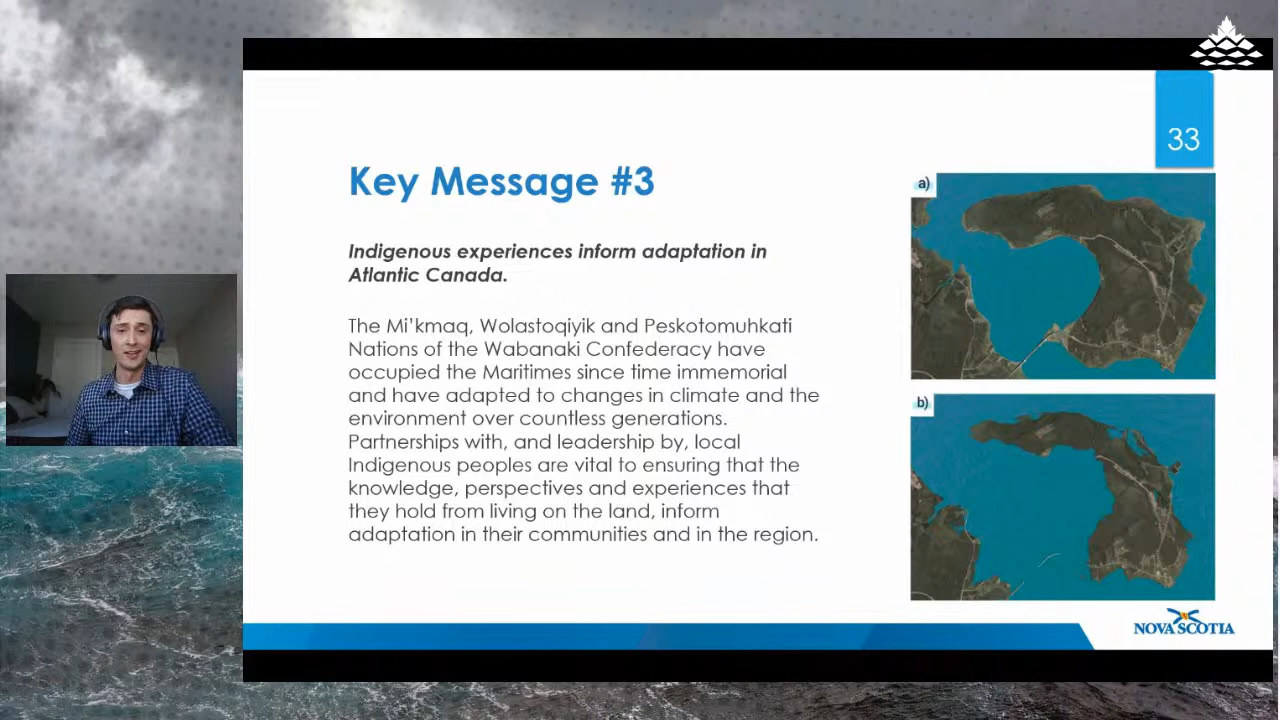 33
Key Message #3
a)
Indigenous experiences inform adaptation in
Atlantic Canada.
The Mi’kmaq, Wolastoqiyik and Peskotomuhkati
Nations of the Wabanaki Confederacy have
occupied the Maritimes since time immemorial
and have adapted to changes in climate and the
environment over countless generations.
Partnerships with, and leadership by, local
Indigenous peoples are vital to ensuring that the
knowledge, perspectives and experiences that
they hold from living on the land, inform
adaptation in their communities and in the region.
b)
NOVA SCOTIA